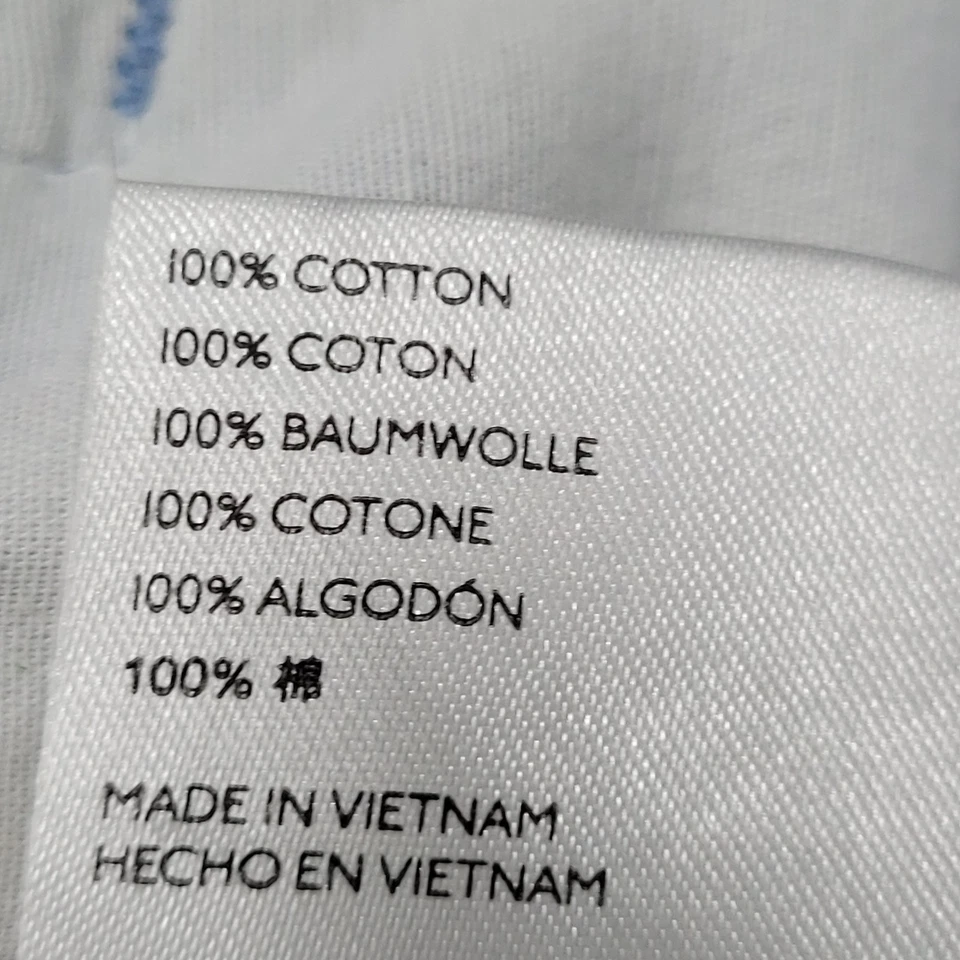 100% COTTON
100% COTON
100% BAUMWOLLE
100% COTONE
100% ALGODÓN
100% 棉
MADE IN VIETNAM
HECHO EN VIETNAM